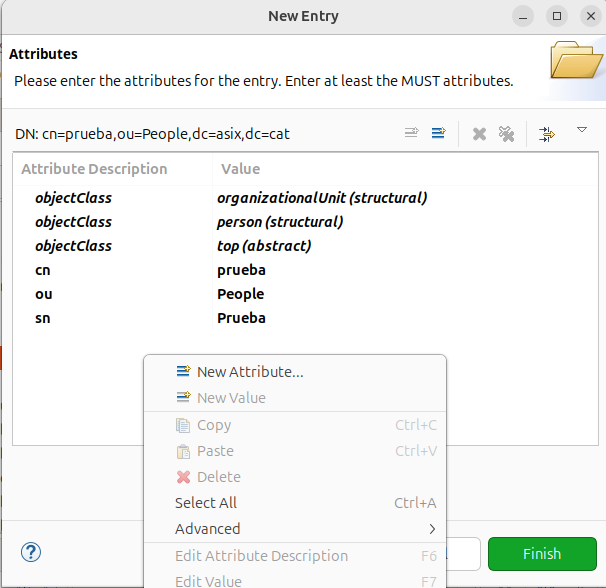 New Entry
Attributes
Please enter the attributes for the entry. Enter at least the MUST attributes.
DN: cn=prueba,ou=People,dc=asix,dc=cat
Attribute Description Value
objectClass organizationalUnit (structural)
objectClass person (structural)
objectClass top (abstract)
cn prueba
ou People
sn Prueba
New Attribute...
New Value
Copy Ctrl+C
Paste Ctrl+V
Delete
Select All Ctrl+A
Advanced
Edit Attribute Description F6
Edit Value F7
? Finish